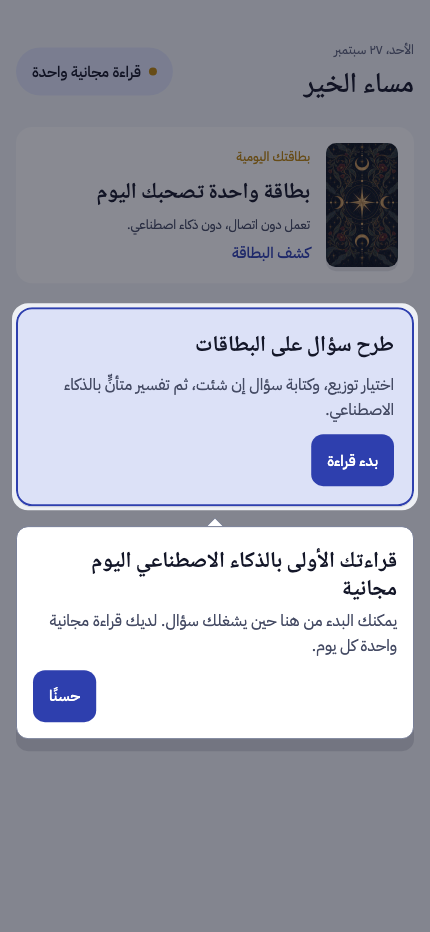 الأحد، ٢٧ سبتمبر
مساء الخير
قراءة مجانية واحدة
بطاقتك اليومية
بطاقة واحدة تصحبك اليوم
تعمل دون اتصال، دون ذكاء اصطناعي.
كشف البطاقة
طرح سؤال على البطاقات
اختيار توزيع، وكتابة سؤال إن شئت، ثم تفسير متأنٍّ بالذكاء
الاصطناعي.
بدء قراءة
قراءتك الأولى بالذكاء الاصطناعي اليوم
مجانية
يمكنك البدء من هنا حين يشغلك سؤال. لديك قراءة مجانية
واحدة كل يوم.
حسنًا